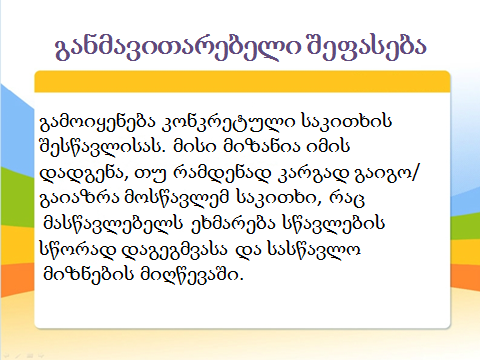 განმავითარებელი შეფასება
გამოიყენება კონკრეტული საკითხის
შესწავლისას. მისი მიზანია იმის
დადგენა, თუ რამდენად კარგად გაიგო/
გაიაზრა მოსწავლემ საკითხი, რაც
მასწავლებელს ეხმარება სწავლების
სწორად დაგეგმვასა და სასწავლო
მიზნების მიღწევაში.